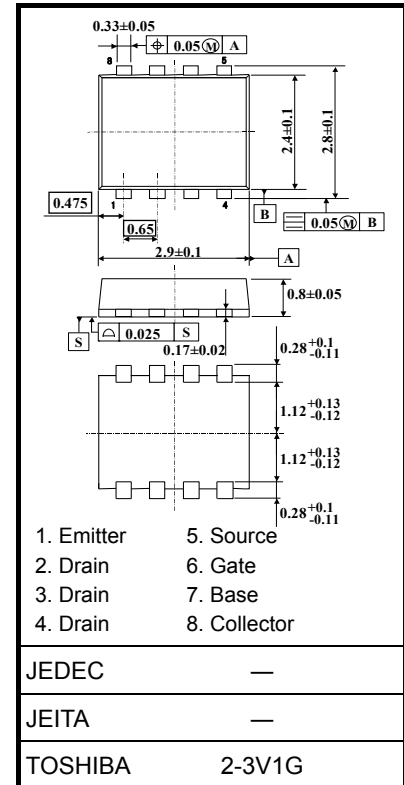 0.33±0.05
⌖ 0.05 Ⓜ A
8 5
2.4±0.1
2.8±0.1
0.475
1 4
B
0.65
⌯ 0.05 Ⓜ B
2.9±0.1
A
0.8±0.05
S
⌓ 0.025 S
0.17±0.02
0.28 +0.1 -0.11
1.12 +0.13 -0.12
1.12 +0.13 -0.12
0.28 +0.1 -0.11
1. Emitter 5. Source
2. Drain 6. Gate
3. Drain 7. Base
4. Drain 8. Collector
JEDEC —
JEITA —
TOSHIBA 2-3V1G